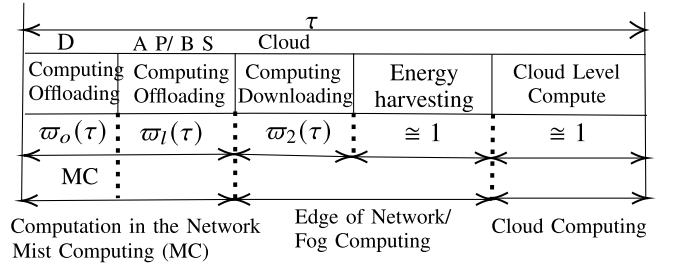 τ
D A P/ B S Cloud
Computing Offloading
Computing Offloading
Computing Downloading
Energy harvesting
Cloud Level Compute
ϖₒ(τ) ϖₗ(τ) ϖ₂(τ) ≅ 1 ≅ 1
MC
Computation in the Network
Mist Computing (MC)
Edge of Network/
Fog Computing
Cloud Computing